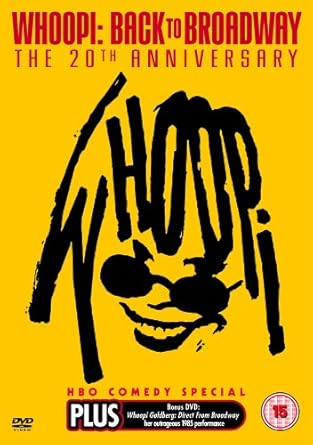 WHOOPI: BACK TO BROADWAY
THE 20TH ANNIVERSARY
WHOOPI
HBO COMEDY SPECIAL
PLUS
Bonus DVD:
Whoopi Goldberg: Direct From Broadway
her outrageous 1985 performance
15
DVD
VIDEO